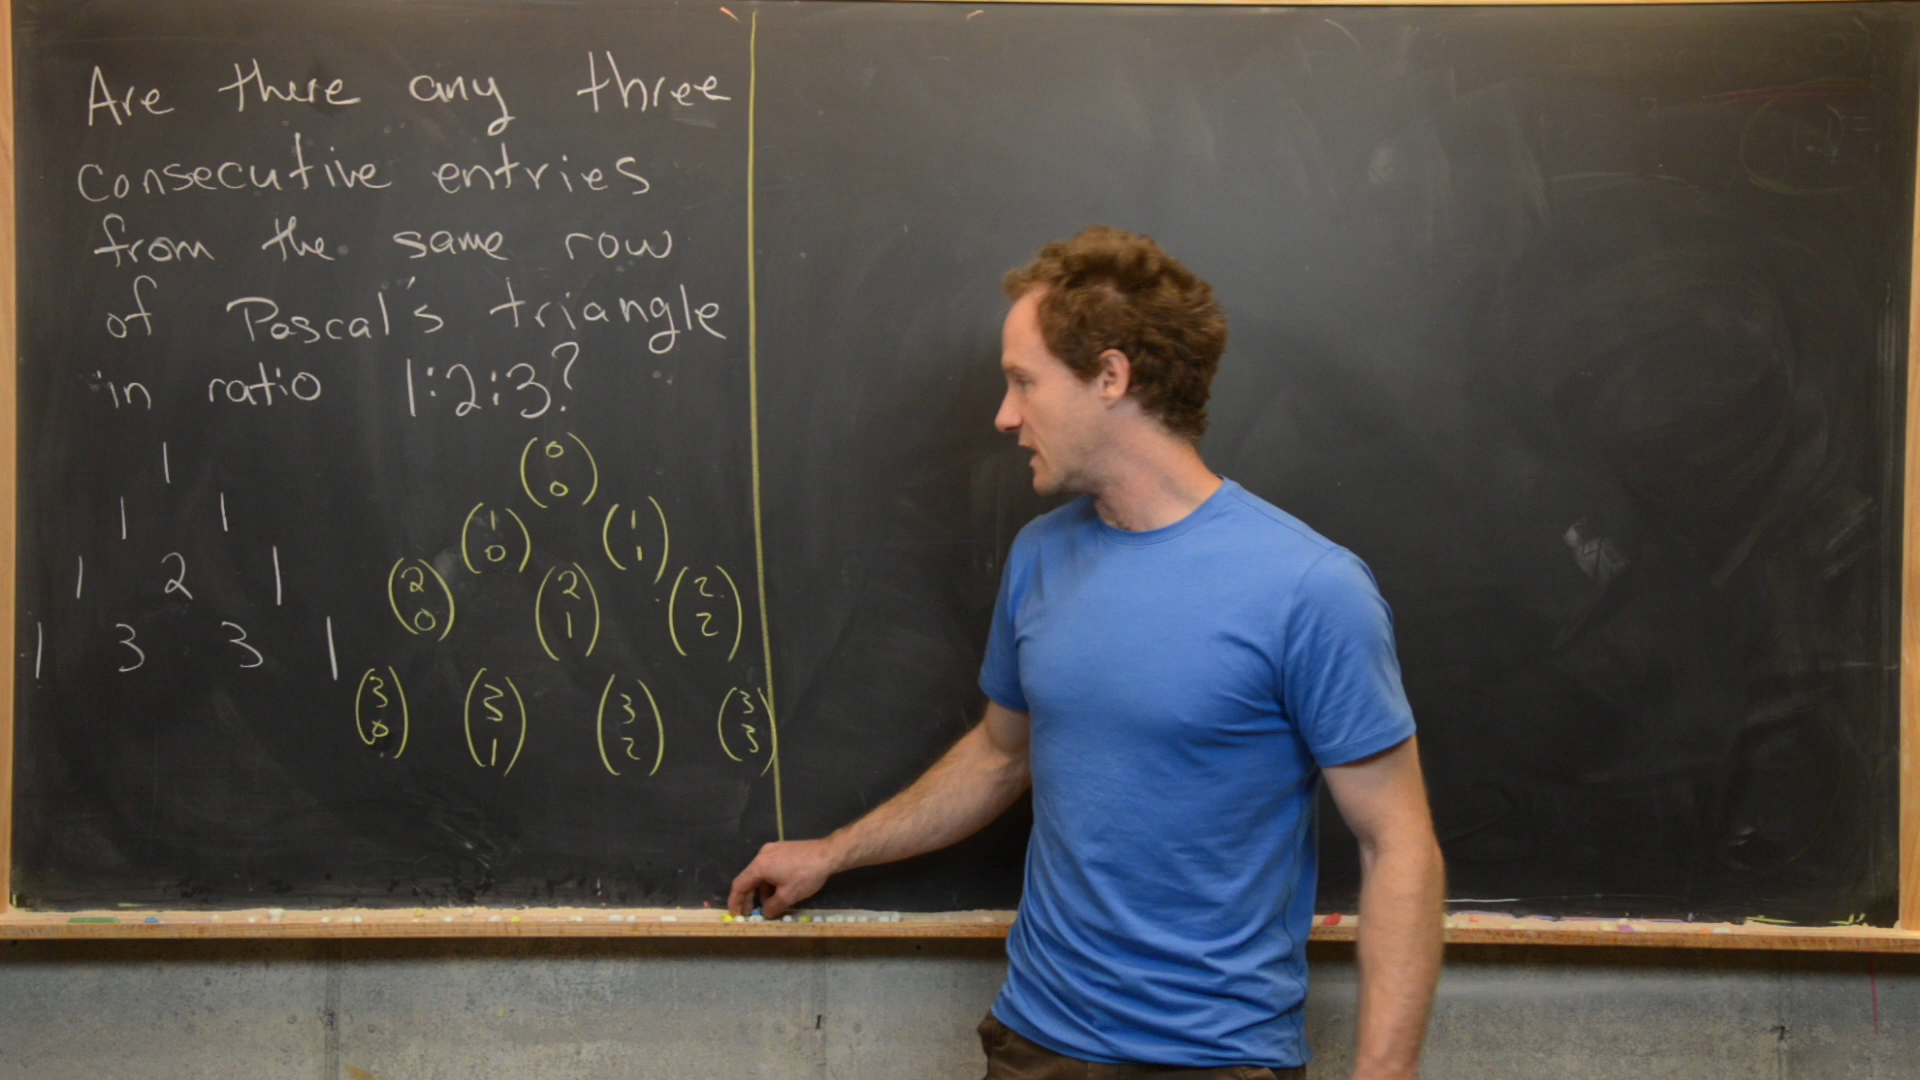 Are there any three
consecutive entries
from the same row
of Pascal's triangle
in ratio 1:2:3?
1
1 1
1 2 1
1 3 3 1
(0 0)
(1 0) (1 1)
(2 0) (2 1) (2 2)
(3 0) (3 1) (3 2) (3 3)